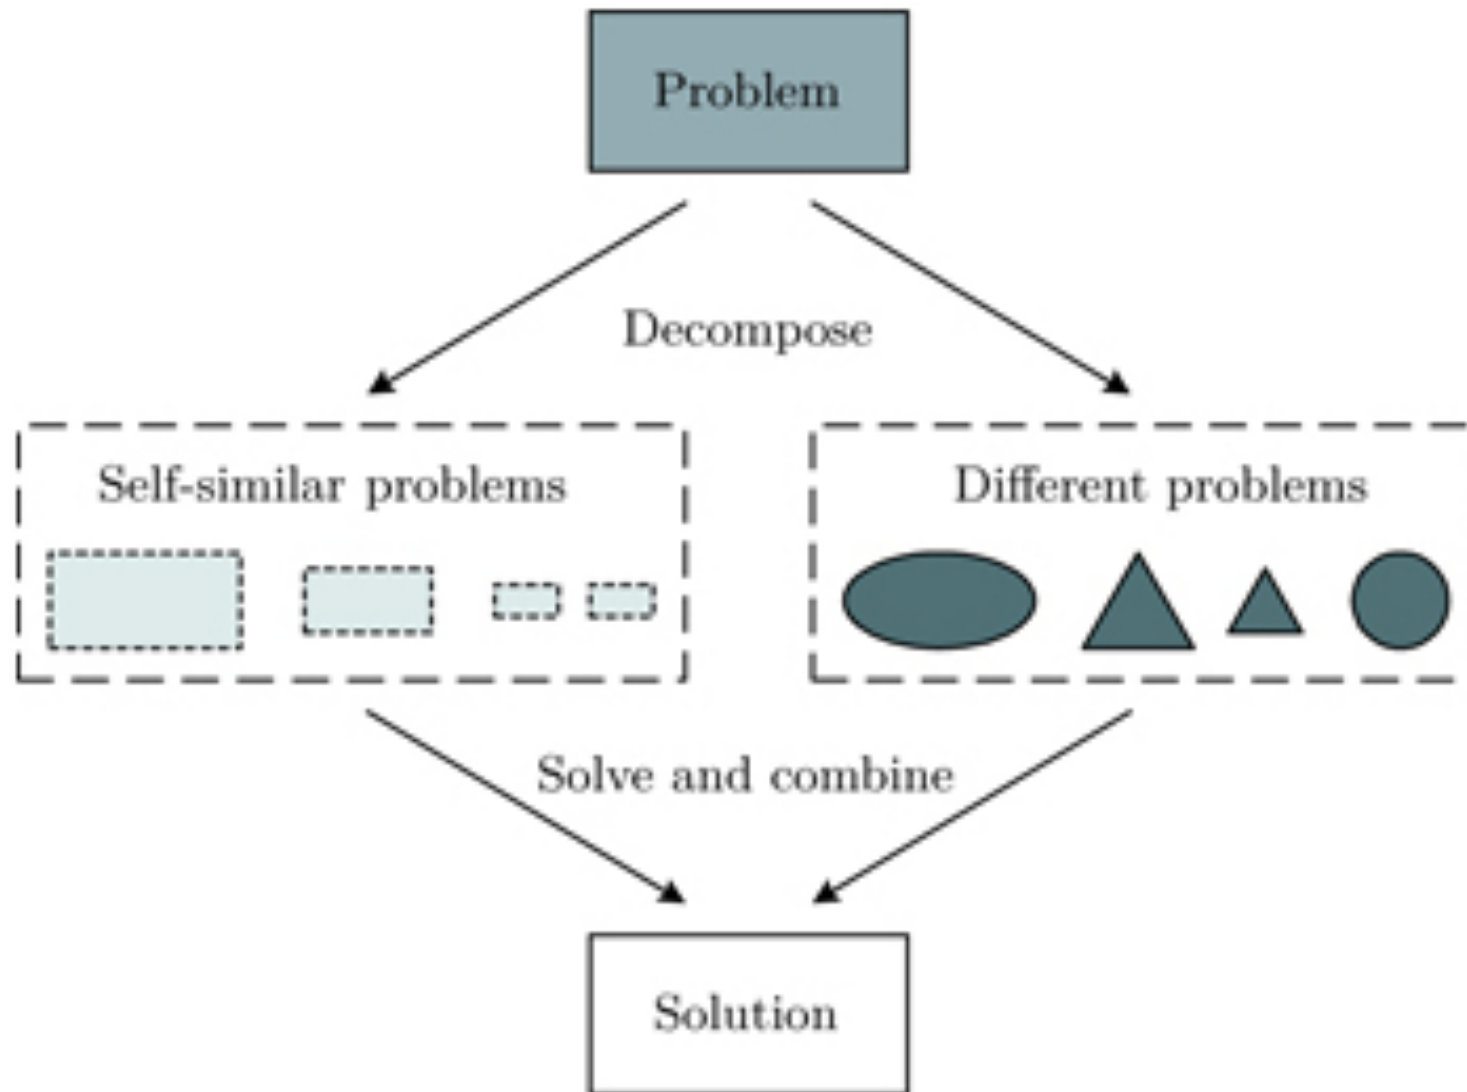 Problem
Decompose
Self-similar problems
Different problems
Solve and combine
Solution